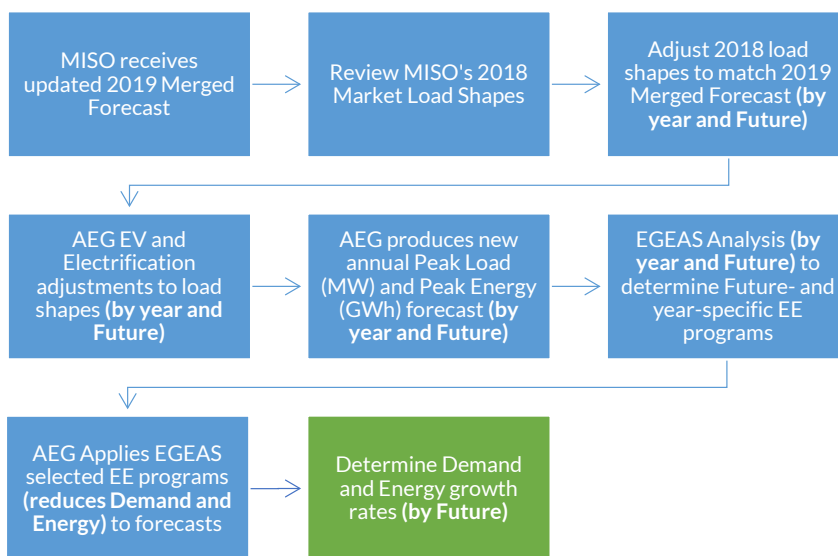 MISO receives
updated 2019 Merged
Forecast
Review MISO's 2018
Market Load Shapes
Adjust 2018 load
shapes to match 2019
Merged Forecast (by
year and Future)
AEG EV and
Electrification
adjustments to load
shapes (by year and
Future)
AEG produces new
annual Peak Load
(MW) and Peak Energy
(GWh) forecast (by
year and Future)
EGEAS Analysis (by
year and Future) to
determine Future- and
year-specific EE
programs
AEG Applies EGEAS
selected EE programs
(reduces Demand and
Energy) to forecasts
Determine Demand
and Energy growth
rates (by Future)